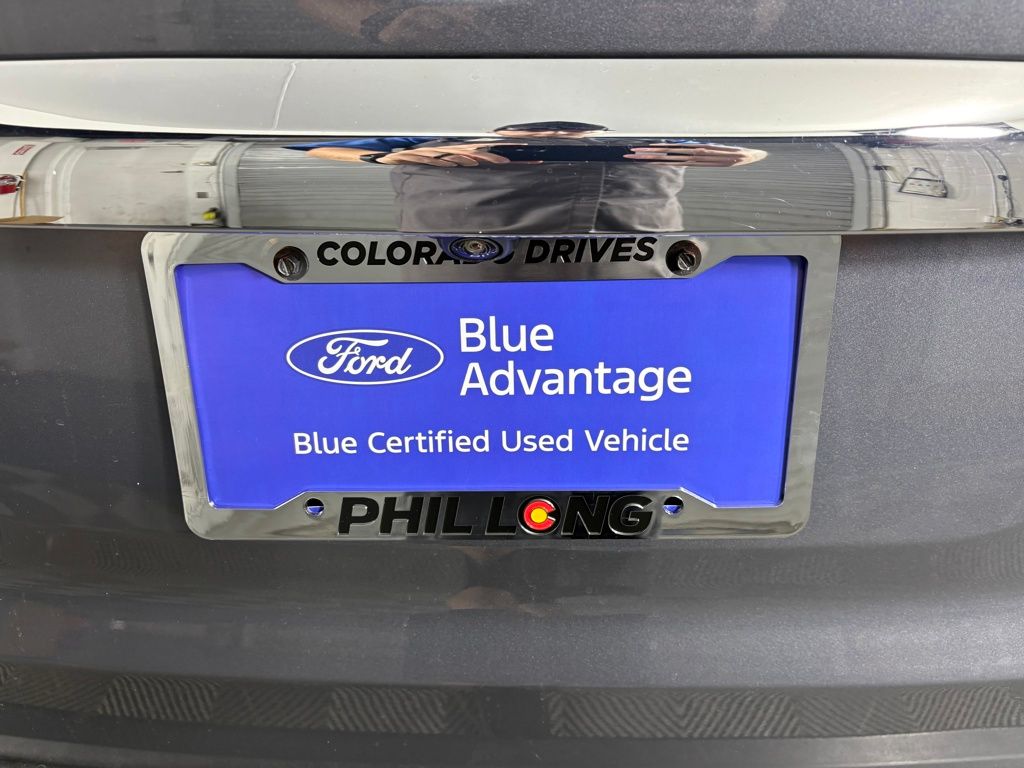 COLORADO DRIVES
Ford
Blue
Advantage
Blue Certified Used Vehicle
PHIL LONG